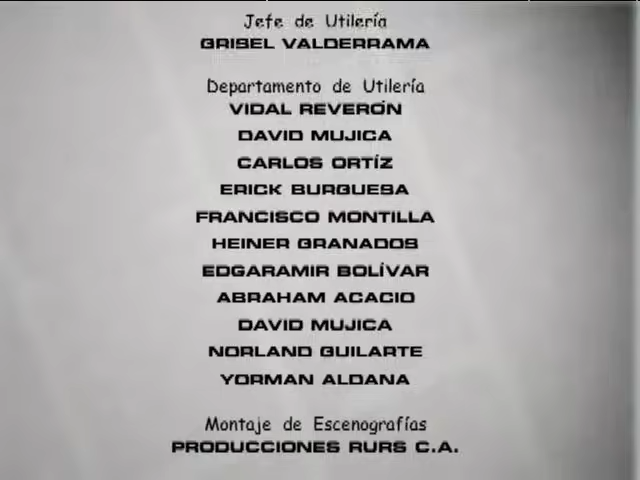 Jefe de Utilería
GRISEL VALDERRAMA
Departamento de Utilería
VIDAL REVERÓN
DAVID MUJICA
CARLOS ORTÍZ
ERICK BURGUESA
FRANCISCO MONTILLA
HEINER GRANADOS
EDGARAMIR BOLÍVAR
ABRAHAM ACACIO
DAVID MUJICA
NORLAND GUILARTE
YORMAN ALDANA
Montaje de Escenografías
PRODUCCIONES RURS C.A.